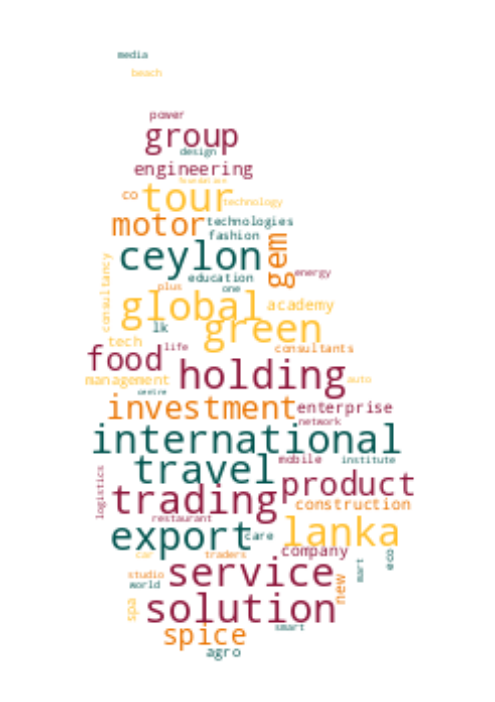 media
beach
power
group
design
engineering
foundation
co tour technology
motor technologies
fashion
ceylon gem
energy
education
consultancy plus one
global academy
lk green
tech life consultants
food holding
management auto
centre
investment enterprise
network
international
travel mobile institute
logistics trading product
construction
restaurant
export care lanka
car traders company
eco
studio service mart
world new
spa solution
smart
spice
agro